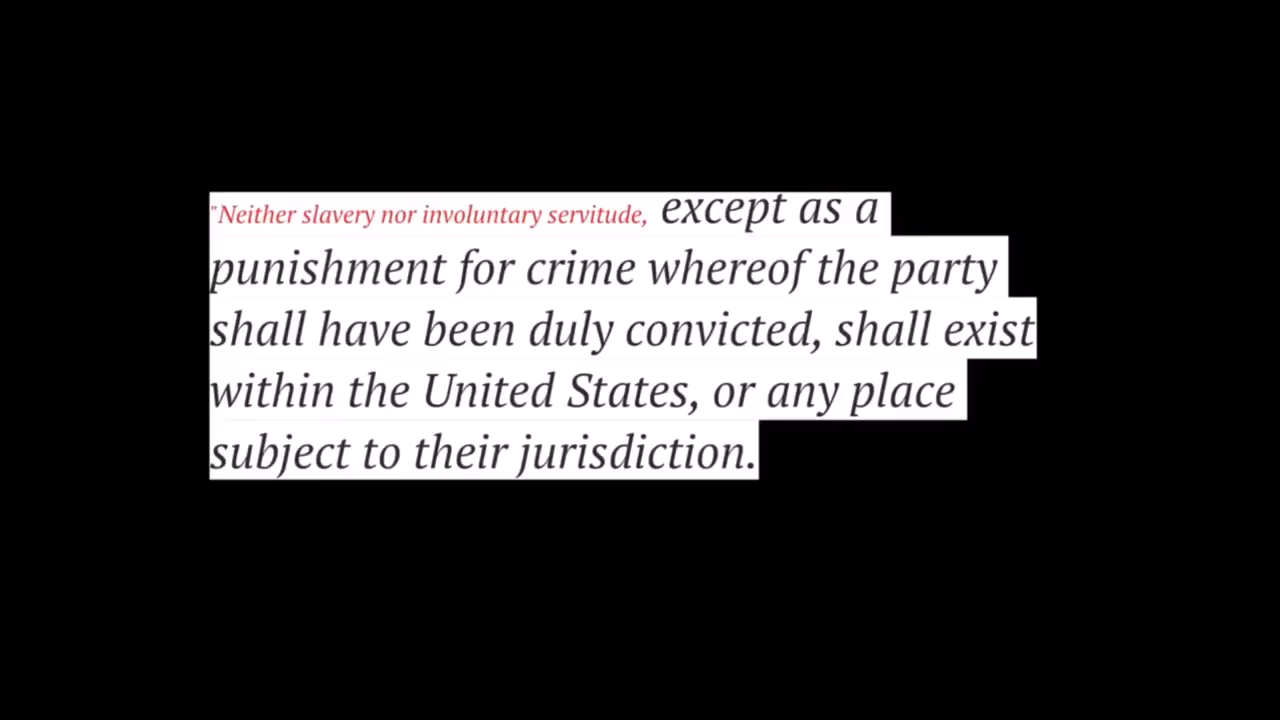 "Neither slavery nor involuntary servitude, except as a
punishment for crime whereof the party
shall have been duly convicted, shall exist
within the United States, or any place
subject to their jurisdiction.